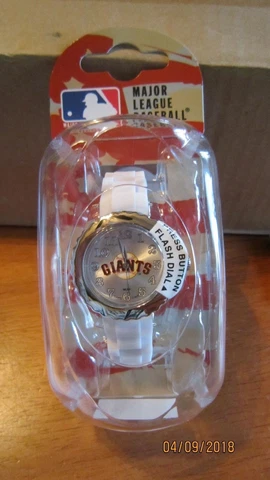 MAJOR
LEAGUE
BASEBALL
GIANTS
PRESS BUTTON
FLASH DIAL
04/09/2018